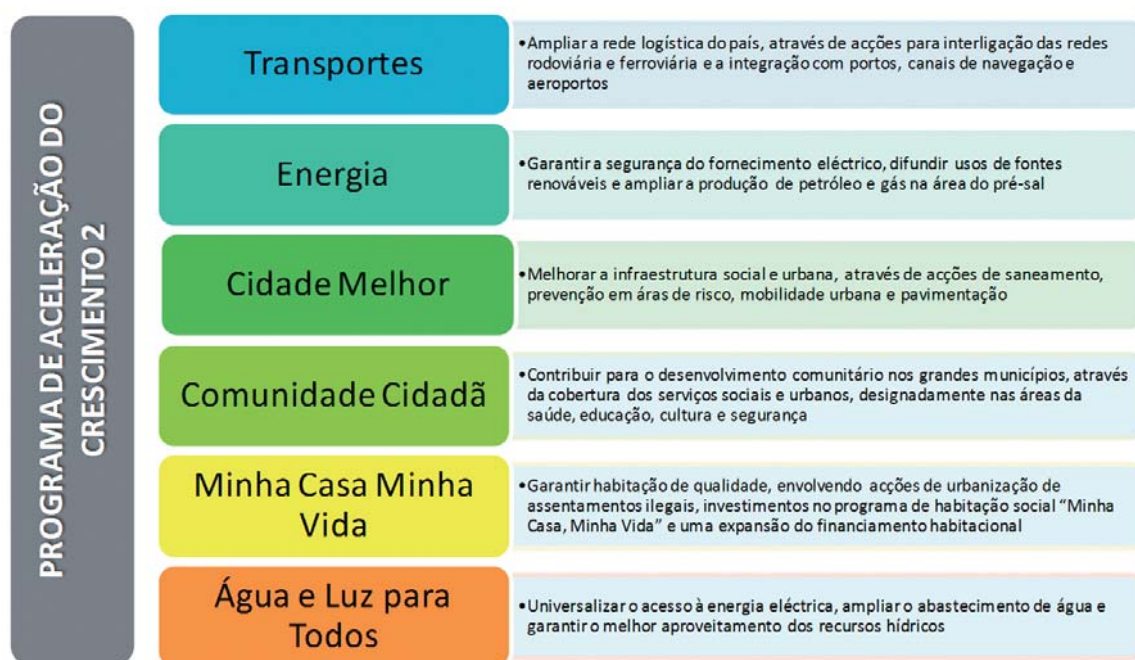 PROGRAMA DE ACELERAÇÃO DO
CRESCIMENTO 2
Transportes
•Ampliar a rede logística do país, através de acções para interligação das redes
rodoviária e ferroviária e a integração com portos, canais de navegação e
aeroportos
Energia
•Garantir a segurança do fornecimento eléctrico, difundir usos de fontes
renováveis e ampliar a produção de petróleo e gás na área do pré-sal
Cidade Melhor
•Melhorar a infraestrutura social e urbana, através de acções de saneamento,
prevenção em áras de risco, mobilidade urbana e pavimentação
Comunidade Cidadã
•Contribuir para o desenvolvimento comunitário nos grandes municípios, através
da cobertura dos serviços sociais e urbanos, designadamente nas áreas da
saúde, educação, cultura e segurança
Minha Casa Minha
Vida
•Garantir habitação de qualidade, envolvendo acções de urbanização de
assentamentos ilegais, investimentos no programa de habitação social “Minha
Casa, Minha Vida” e uma expansão do financiamento habitacional
Água e Luz para
Todos
•Universalizar o acesso à energia eléctrica, ampliar o abastecimento de água e
garantir o melhor aproveitamento dos recursos hídricos